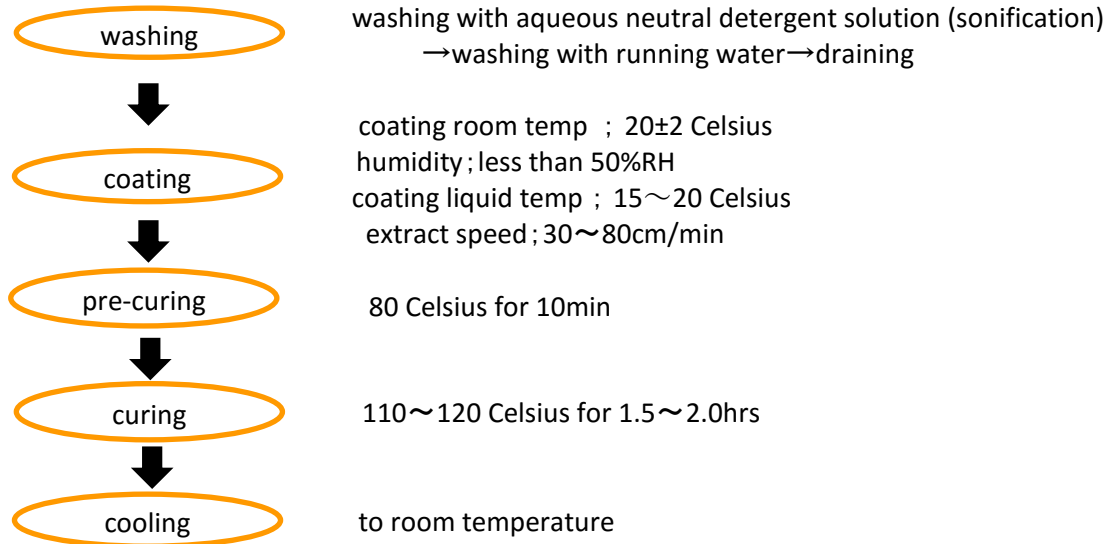 washing
washing with aqueous neutral detergent solution (sonification)
→washing with running water→draining
coating
coating room temp ; 20±2 Celsius
humidity;less than 50%RH
coating liquid temp ; 15～20 Celsius
extract speed;30～80cm/min
pre-curing
80 Celsius for 10min
curing
110～120 Celsius for 1.5～2.0hrs
cooling
to room temperature